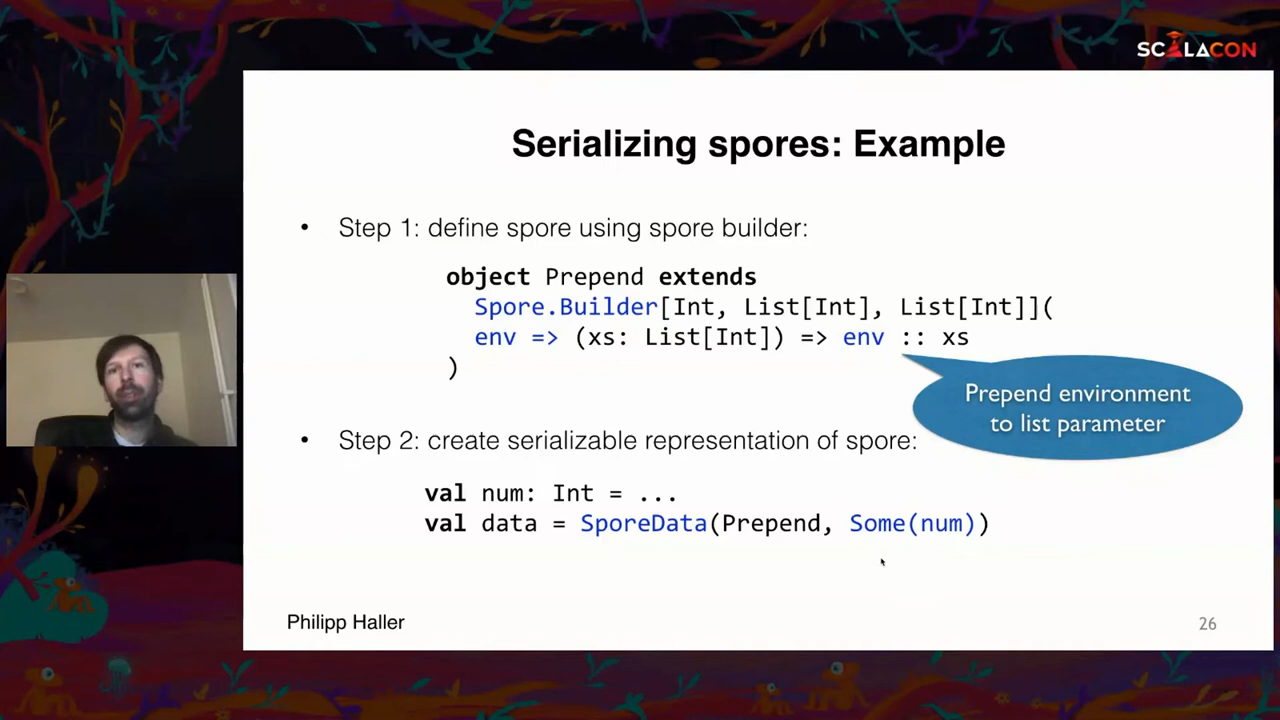 SCALACON
Serializing spores: Example
• Step 1: define spore using spore builder:
object Prepend extends
Spore.Builder[Int, List[Int], List[Int]](
env => (xs: List[Int]) => env :: xs
)
Prepend environment
to list parameter
• Step 2: create serializable representation of spore:
val num: Int = ...
val data = SporeData(Prepend, Some(num))
Philipp Haller
26